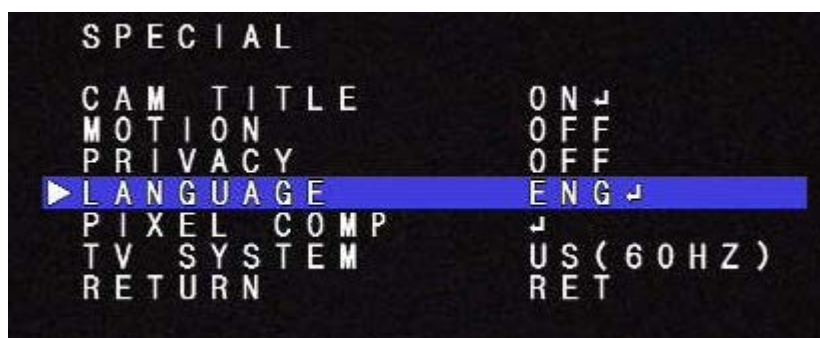 SPECIAL
CAM TITLE ON↵
MOTION OFF
PRIVACY OFF
▶LANGUAGE ENG↵
PIXEL COMP ↵
TV SYSTEM US(60HZ)
RETURN RET